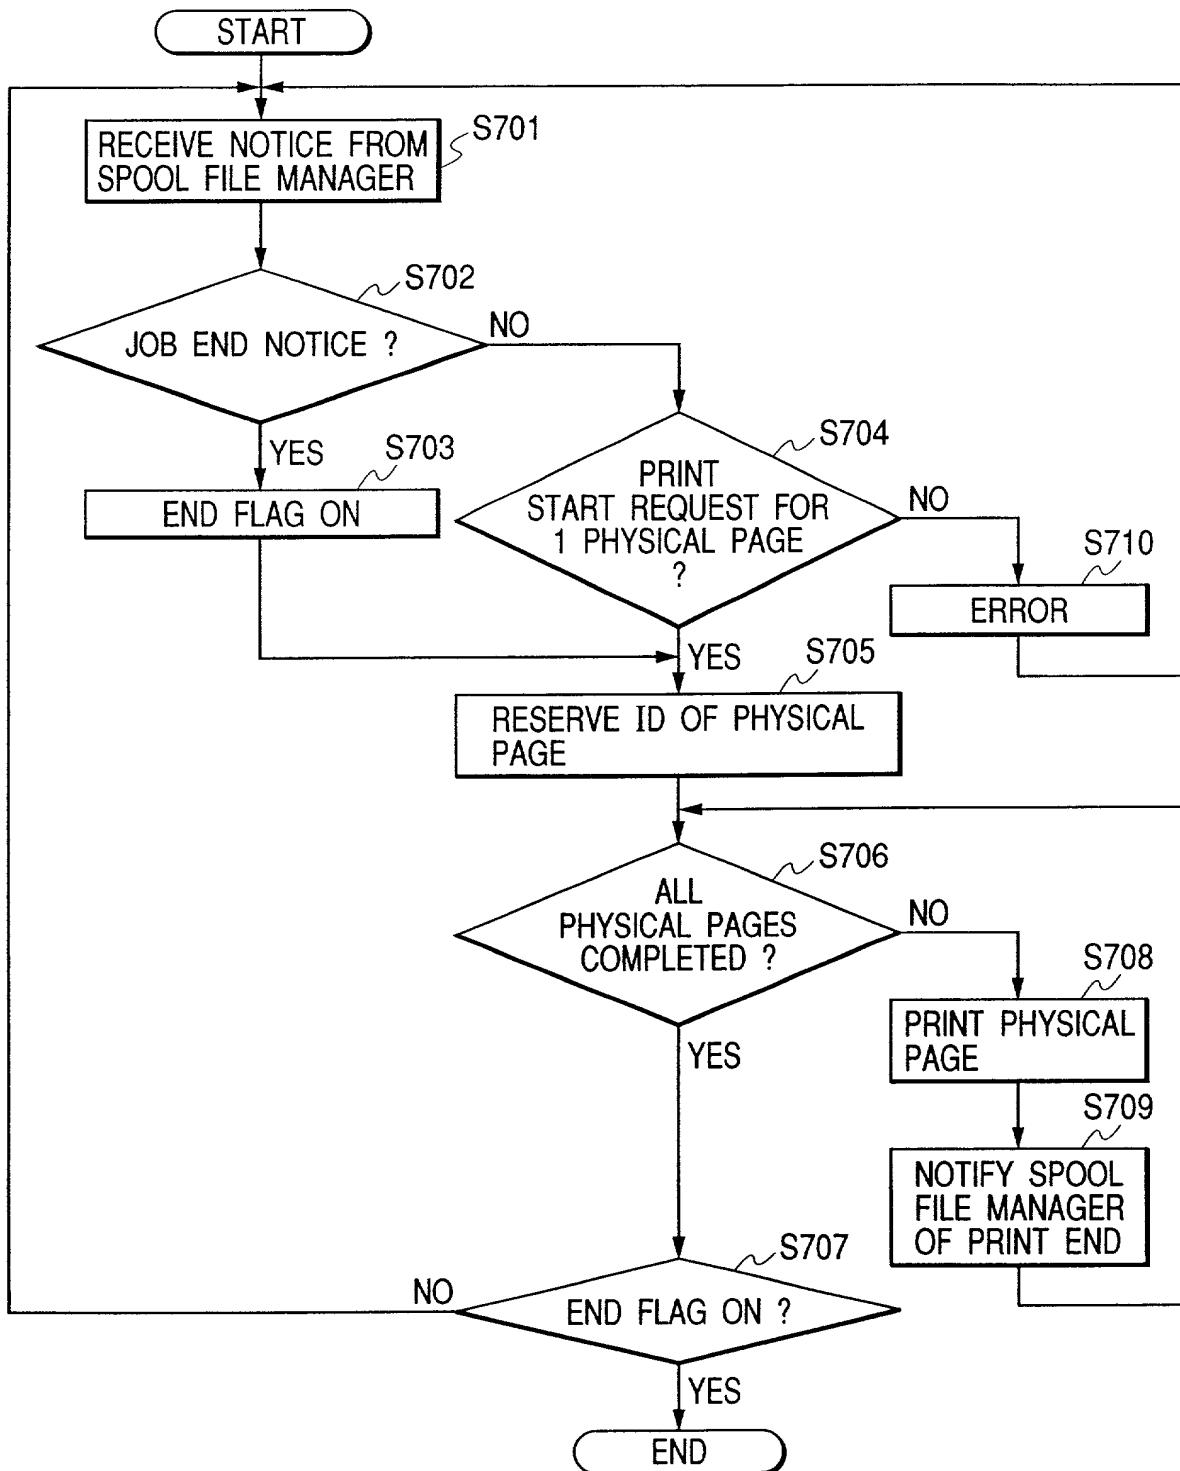 START
S701
RECEIVE NOTICE FROM
SPOOL FILE MANAGER
S702
JOB END NOTICE ?
NO
YES
S703
END FLAG ON
S704
PRINT
START REQUEST FOR
1 PHYSICAL PAGE
?
NO
S710
ERROR
YES
S705
RESERVE ID OF PHYSICAL
PAGE
S706
ALL
PHYSICAL PAGES
COMPLETED ?
NO
S708
PRINT PHYSICAL
PAGE
YES
S709
NOTIFY SPOOL
FILE MANAGER
OF PRINT END
S707
END FLAG ON ?
NO
YES
END